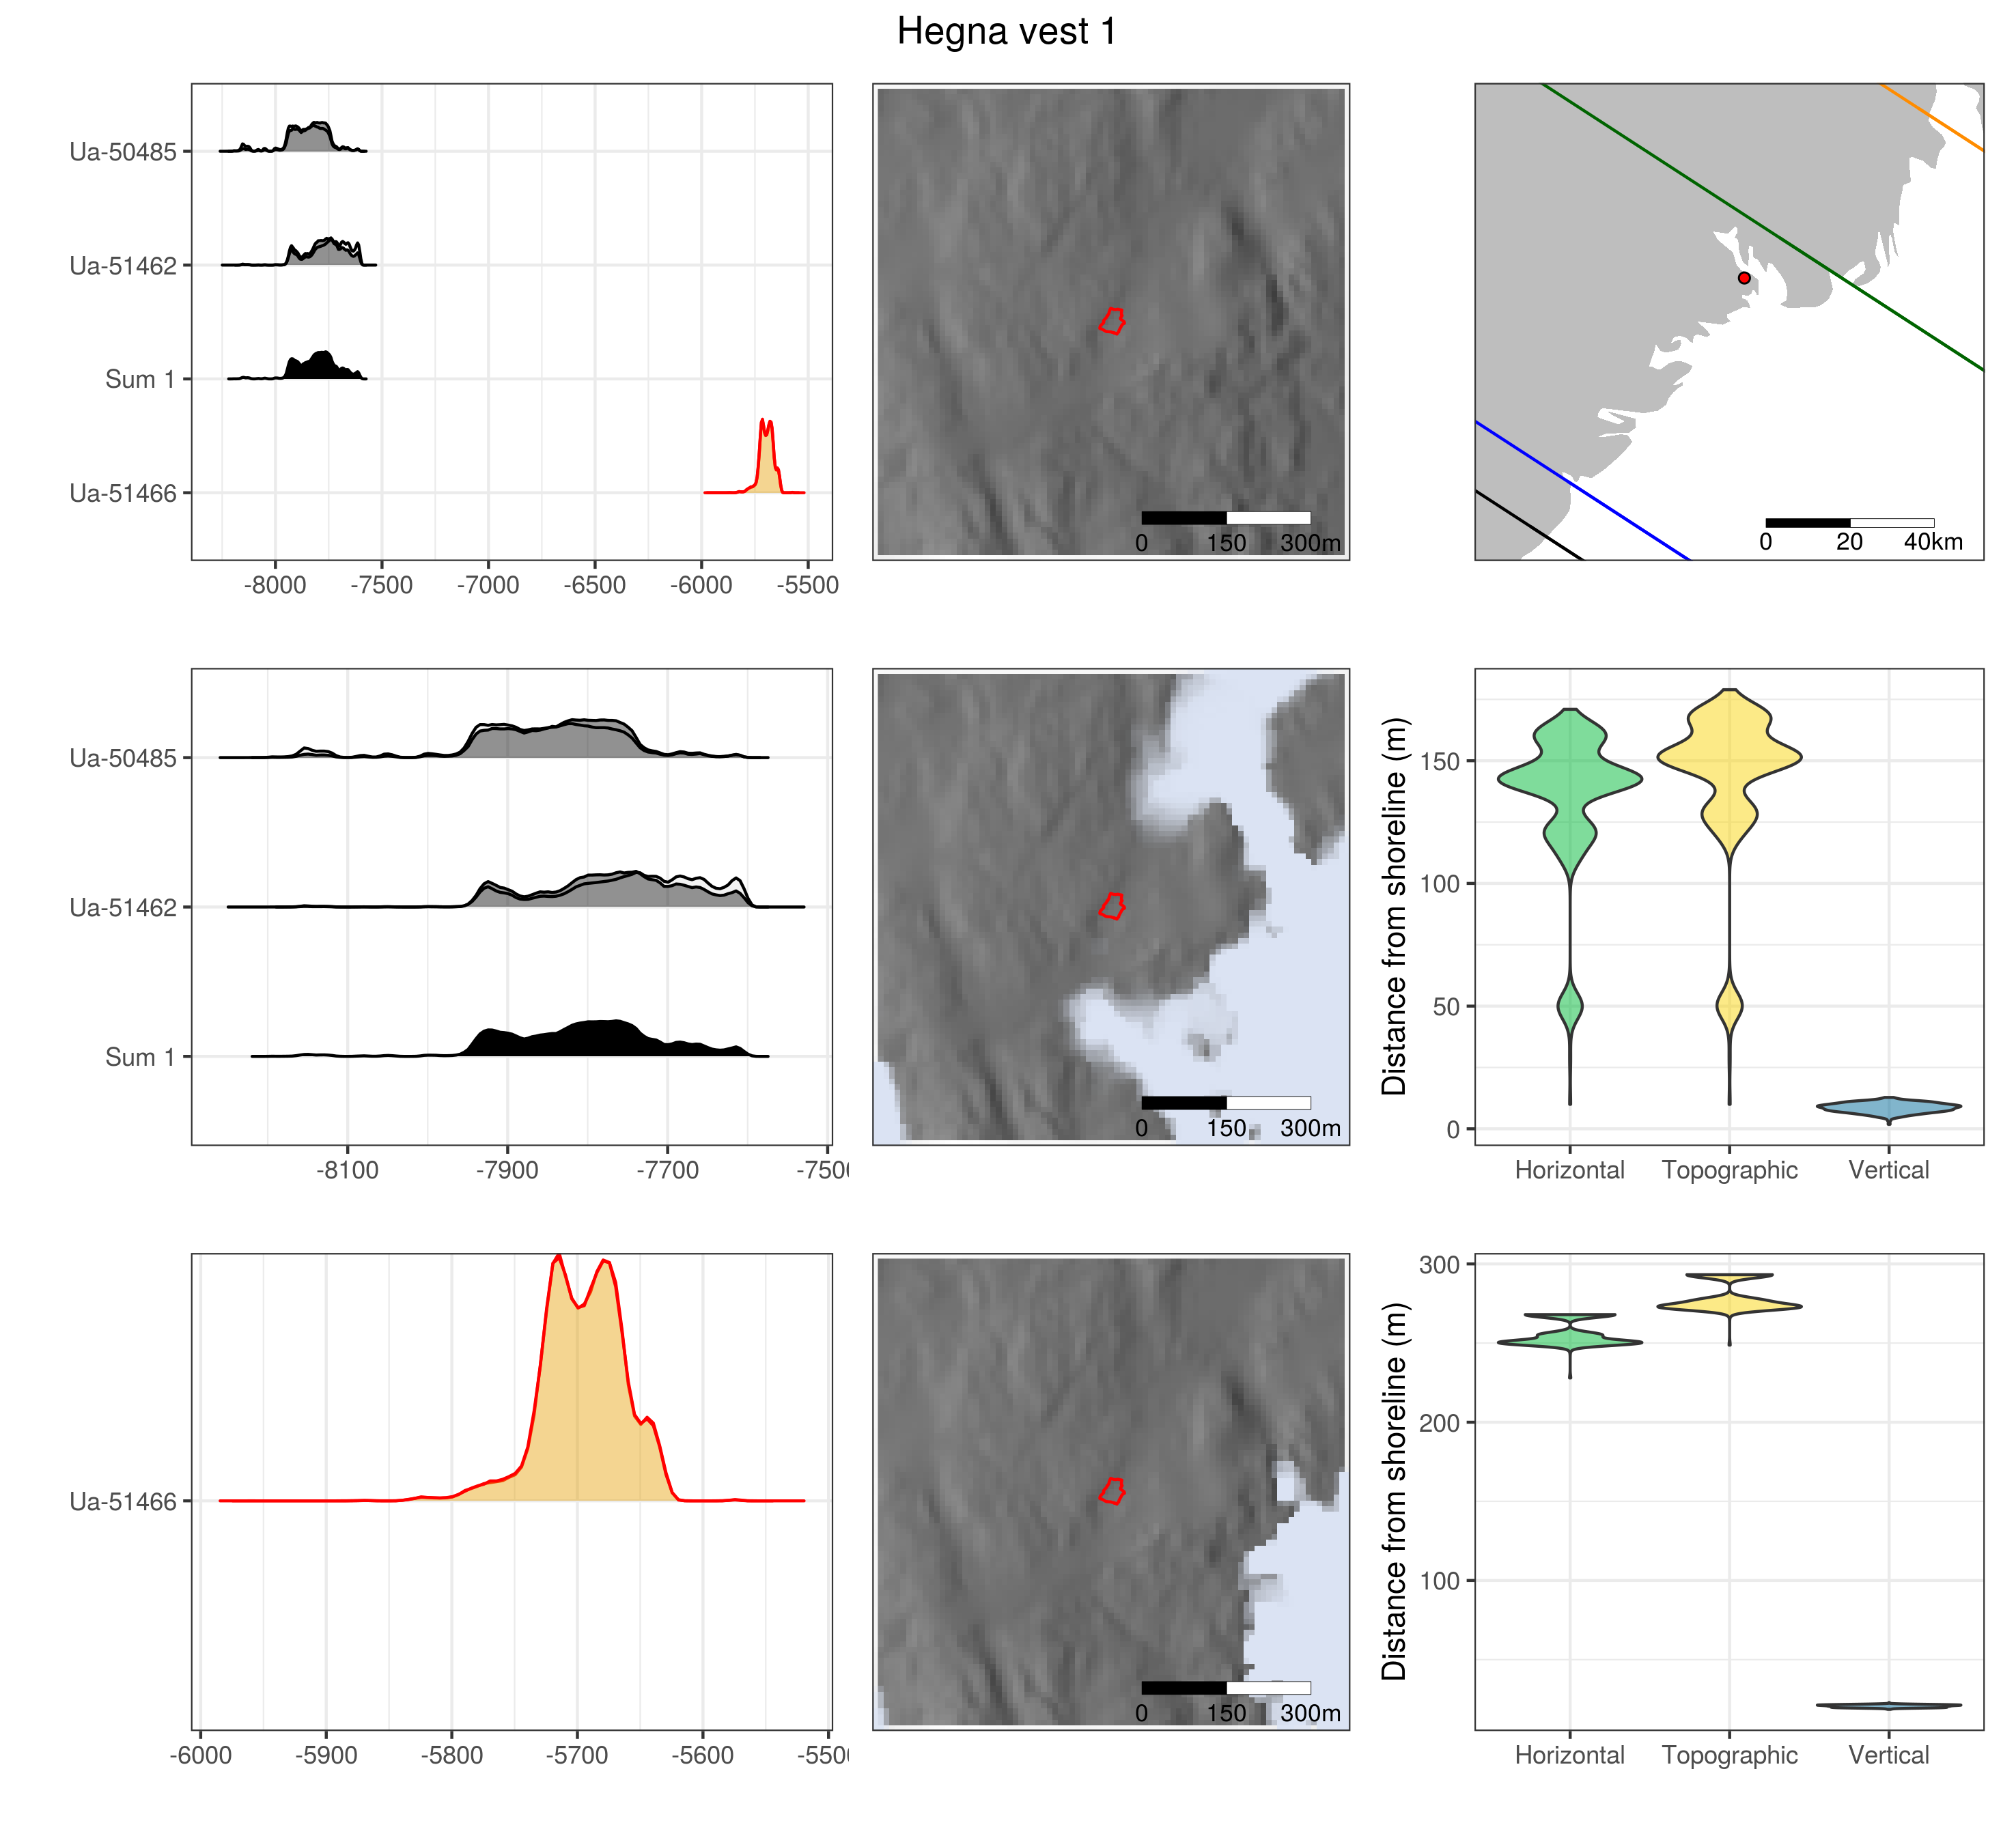 Hegna vest 1
Ua-50485
Ua-51462
Sum 1
Ua-51466
-8000 -7500 -7000 -6500 -6000 -5500
0 150 300m
0 20 40km
Ua-50485
Ua-51462
Sum 1
-8100 -7900 -7700 -750
0 150 300m
Distance from shoreline (m)
150
100
50
0
Horizontal Topographic Vertical
Ua-51466
-6000 -5900 -5800 -5700 -5600 -550
0 150 300m
Distance from shoreline (m)
300
200
100
Horizontal Topographic Vertical